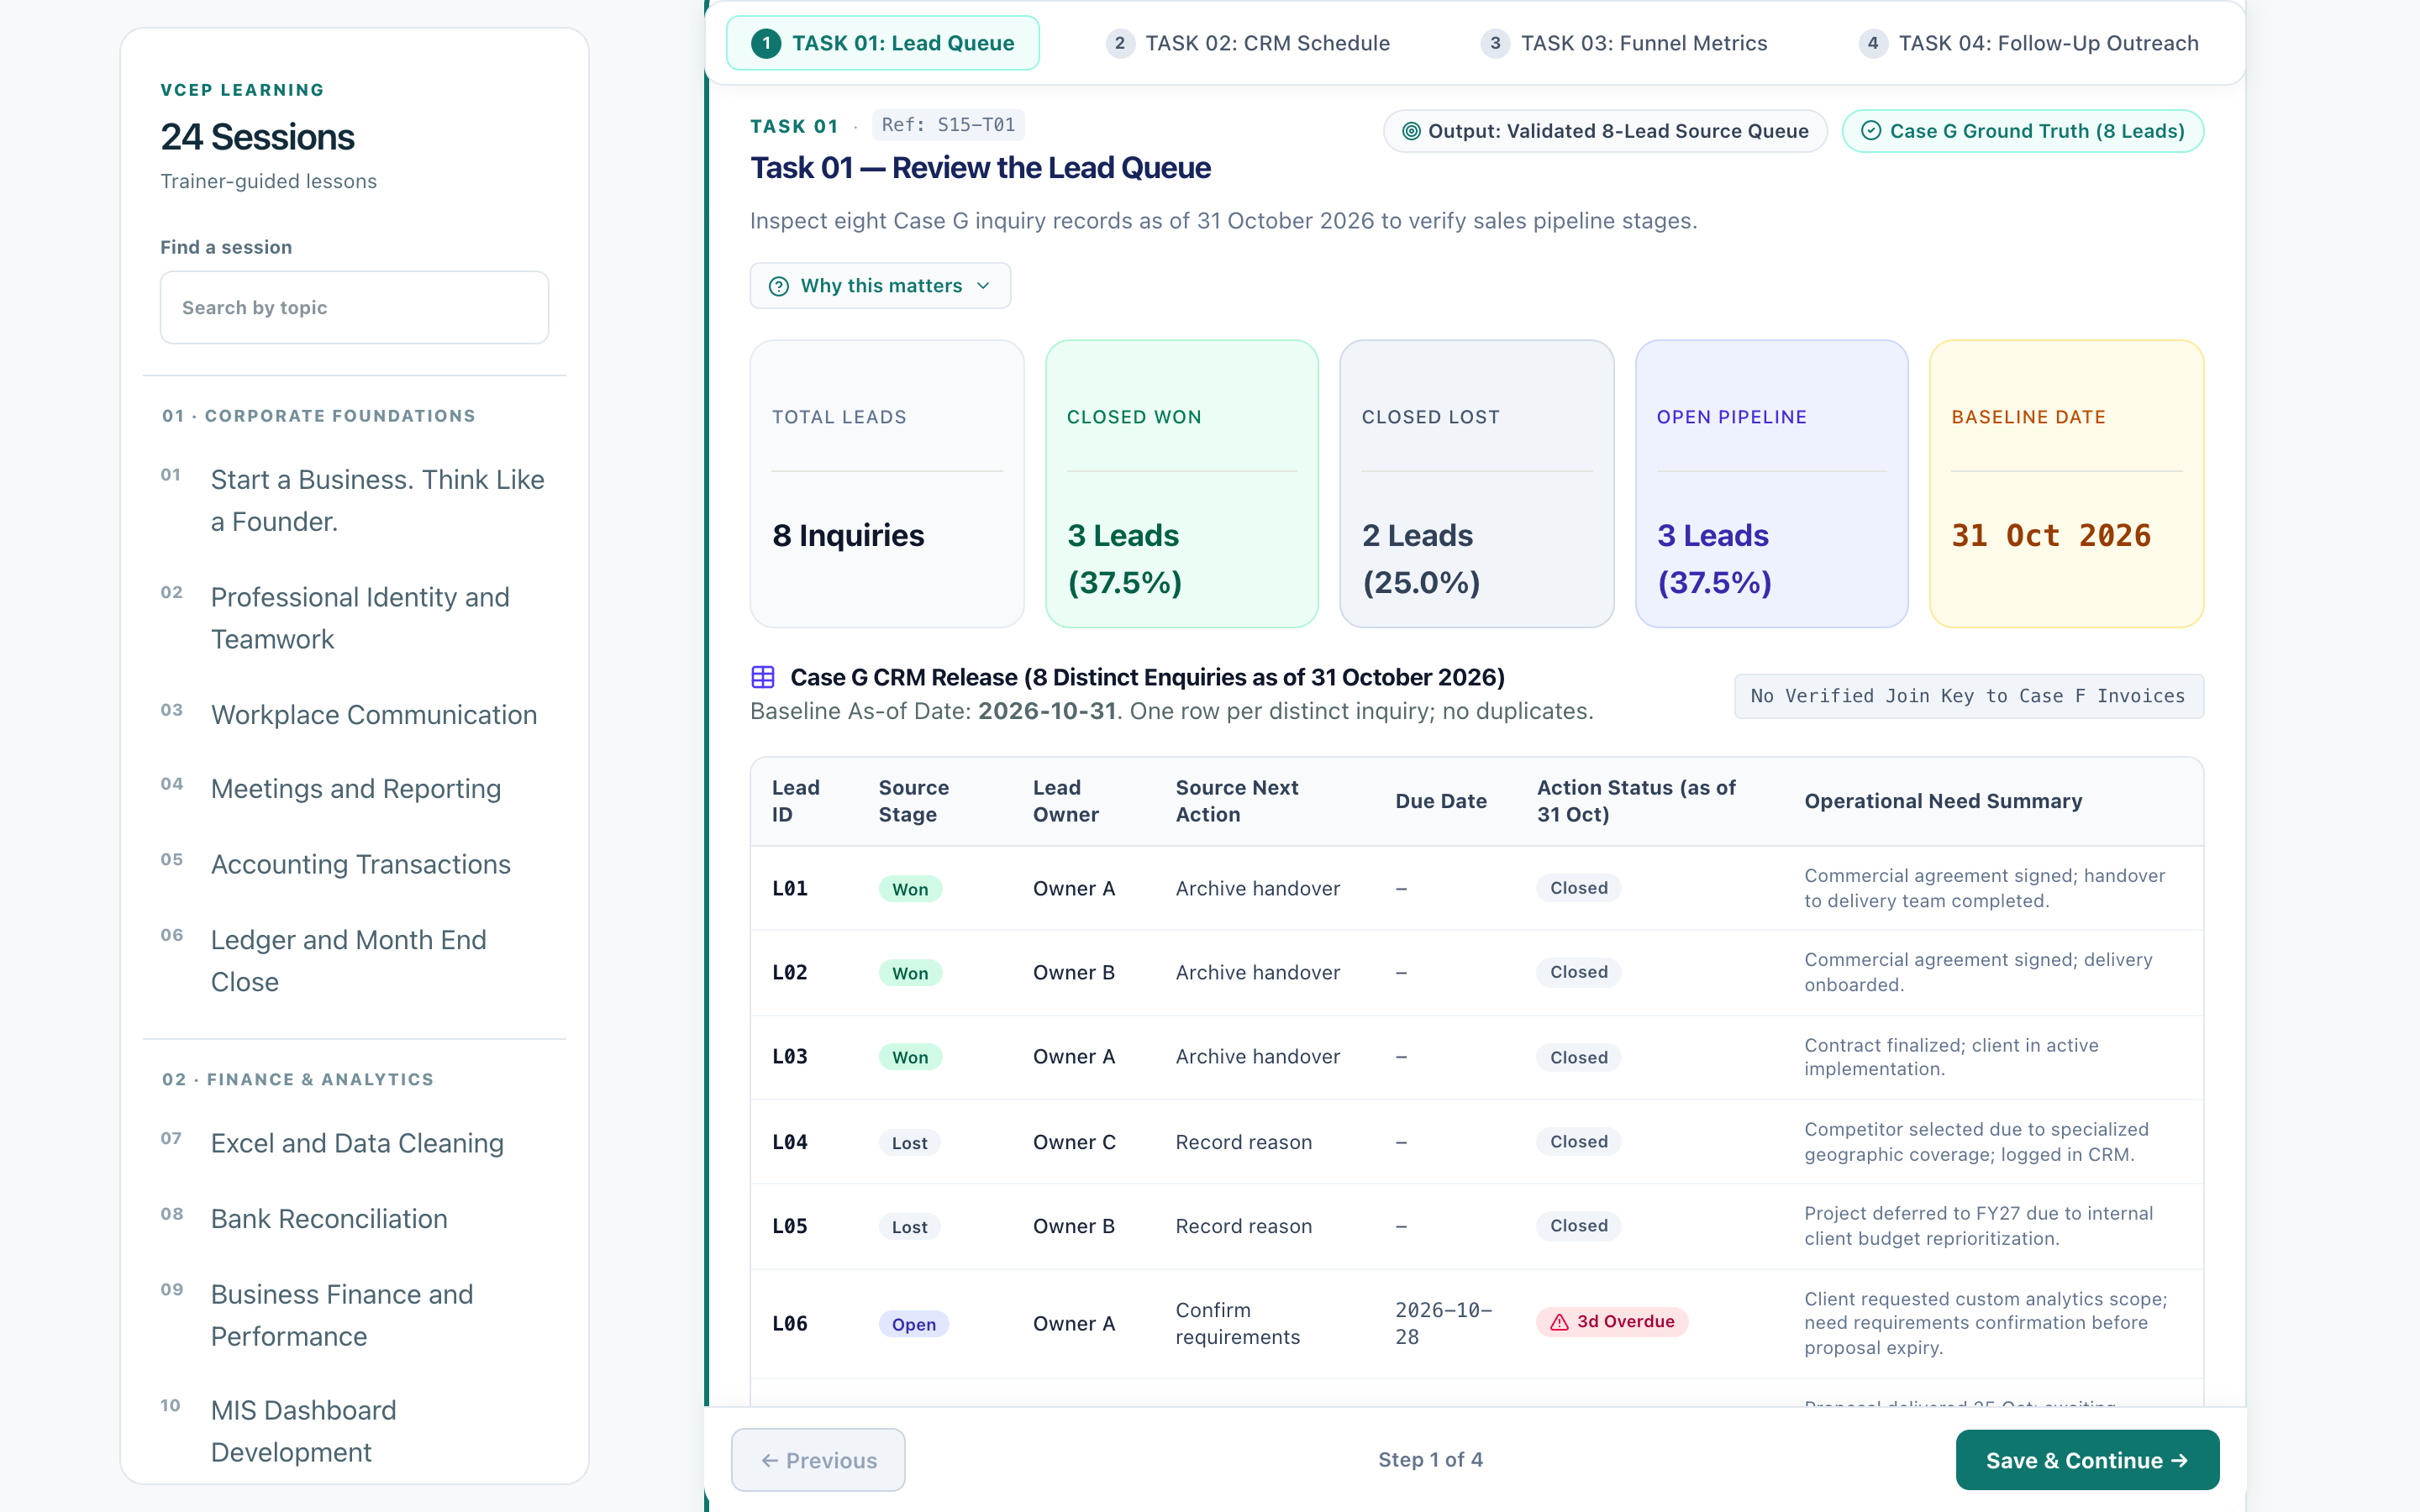 VCEP LEARNING
24 Sessions
Trainer-guided lessons
Find a session
Search by topic
01 · CORPORATE FOUNDATIONS
01 Start a Business. Think Like
a Founder.
02 Professional Identity and
Teamwork
03 Workplace Communication
04 Meetings and Reporting
05 Accounting Transactions
06 Ledger and Month End
Close
02 · FINANCE & ANALYTICS
07 Excel and Data Cleaning
08 Bank Reconciliation
09 Business Finance and
Performance
10 MIS Dashboard
Development
1 TASK 01: Lead Queue
2 TASK 02: CRM Schedule
3 TASK 03: Funnel Metrics
4 TASK 04: Follow-Up Outreach
TASK 01 · Ref: S15-T01
Output: Validated 8-Lead Source Queue
Case G Ground Truth (8 Leads)
Task 01 — Review the Lead Queue
Inspect eight Case G inquiry records as of 31 October 2026 to verify sales pipeline stages.
Why this matters
TOTAL LEADS
8 Inquiries
CLOSED WON
3 Leads
(37.5%)
CLOSED LOST
2 Leads
(25.0%)
OPEN PIPELINE
3 Leads
(37.5%)
BASELINE DATE
31 Oct 2026
Case G CRM Release (8 Distinct Enquiries as of 31 October 2026)
Baseline As-of Date: 2026-10-31. One row per distinct inquiry; no duplicates.
No Verified Join Key to Case F Invoices
Lead
ID
Source
Stage
Lead
Owner
Source Next
Action
Due Date
Action Status (as of
31 Oct)
Operational Need Summary
L01 Won Owner A Archive handover – Closed
Commercial agreement signed; handover
to delivery team completed.
L02 Won Owner B Archive handover – Closed
Commercial agreement signed; delivery
onboarded.
L03 Won Owner A Archive handover – Closed
Contract finalized; client in active
implementation.
L04 Lost Owner C Record reason – Closed
Competitor selected due to specialized
geographic coverage; logged in CRM.
L05 Lost Owner B Record reason – Closed
Project deferred to FY27 due to internal
client budget reprioritization.
L06 Open Owner A
Confirm
requirements
2026-10-
28
3d Overdue
Client requested custom analytics scope;
need requirements confirmation before
proposal expiry.
Proposal delivered 25 Oct; awaiting
← Previous
Step 1 of 4
Save & Continue →